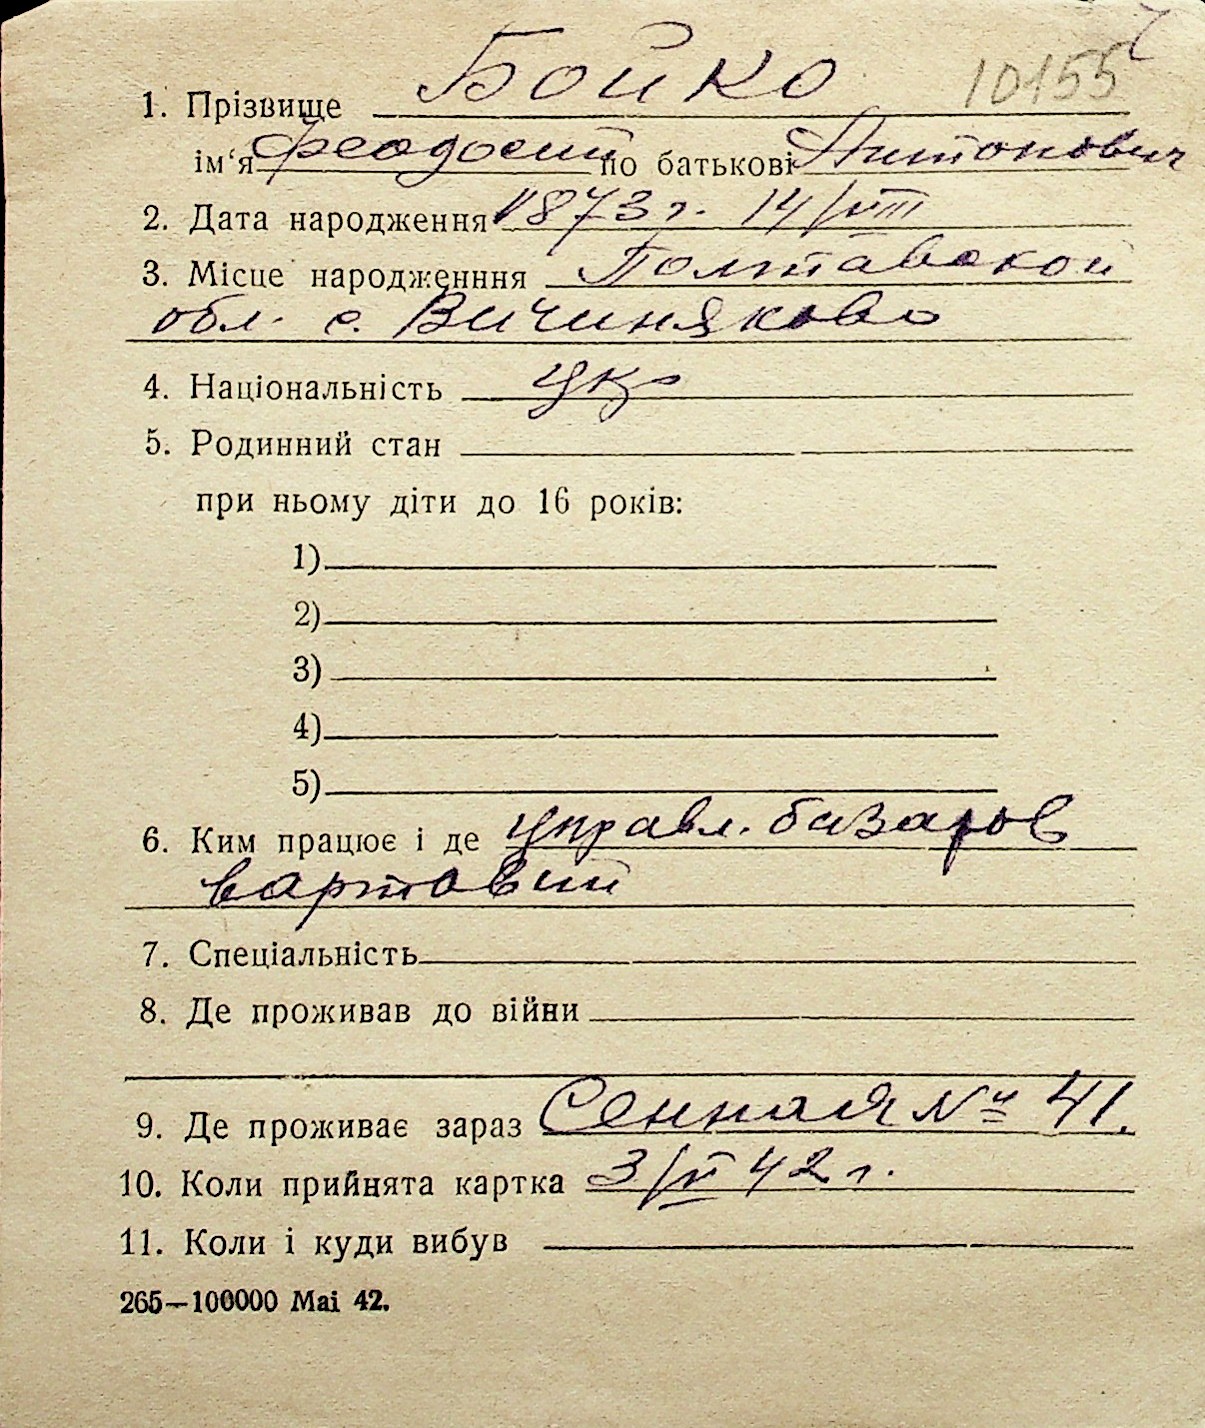 10155
1. Прізвище Бойко
ім‘я Феодосий по батькові Антонович
2. Дата народження 1873 г. 14/VIII
3. Місце народженння Полтавской
обл. с. Вичиняково
4. Національність укр
5. Родинний стан
при ньому діти до 16 років:
1)
2)
3)
4)
5)
6. Ким працює і де управл. базаров
вартовий
7. Спеціальність
8. Де проживав до війни
9. Де проживає зараз Сенная № 41.
10. Коли прийнята картка 3/VI 42 г.
11. Коли і куди вибув
265—100000 Mai 42.